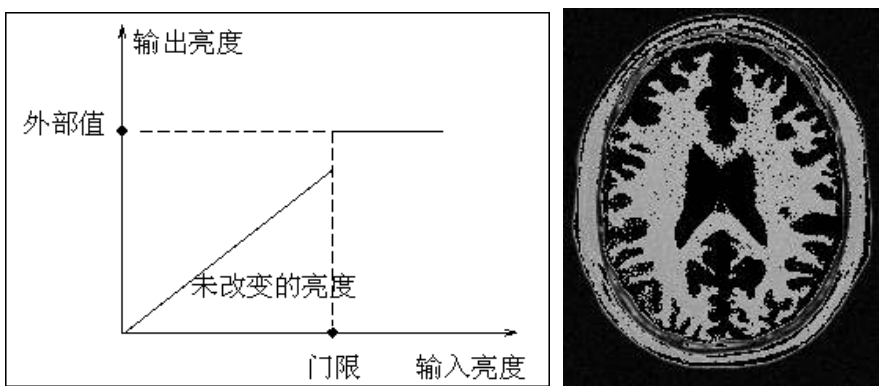 输出亮度
外部值
未改变的亮度
门限
输入亮度